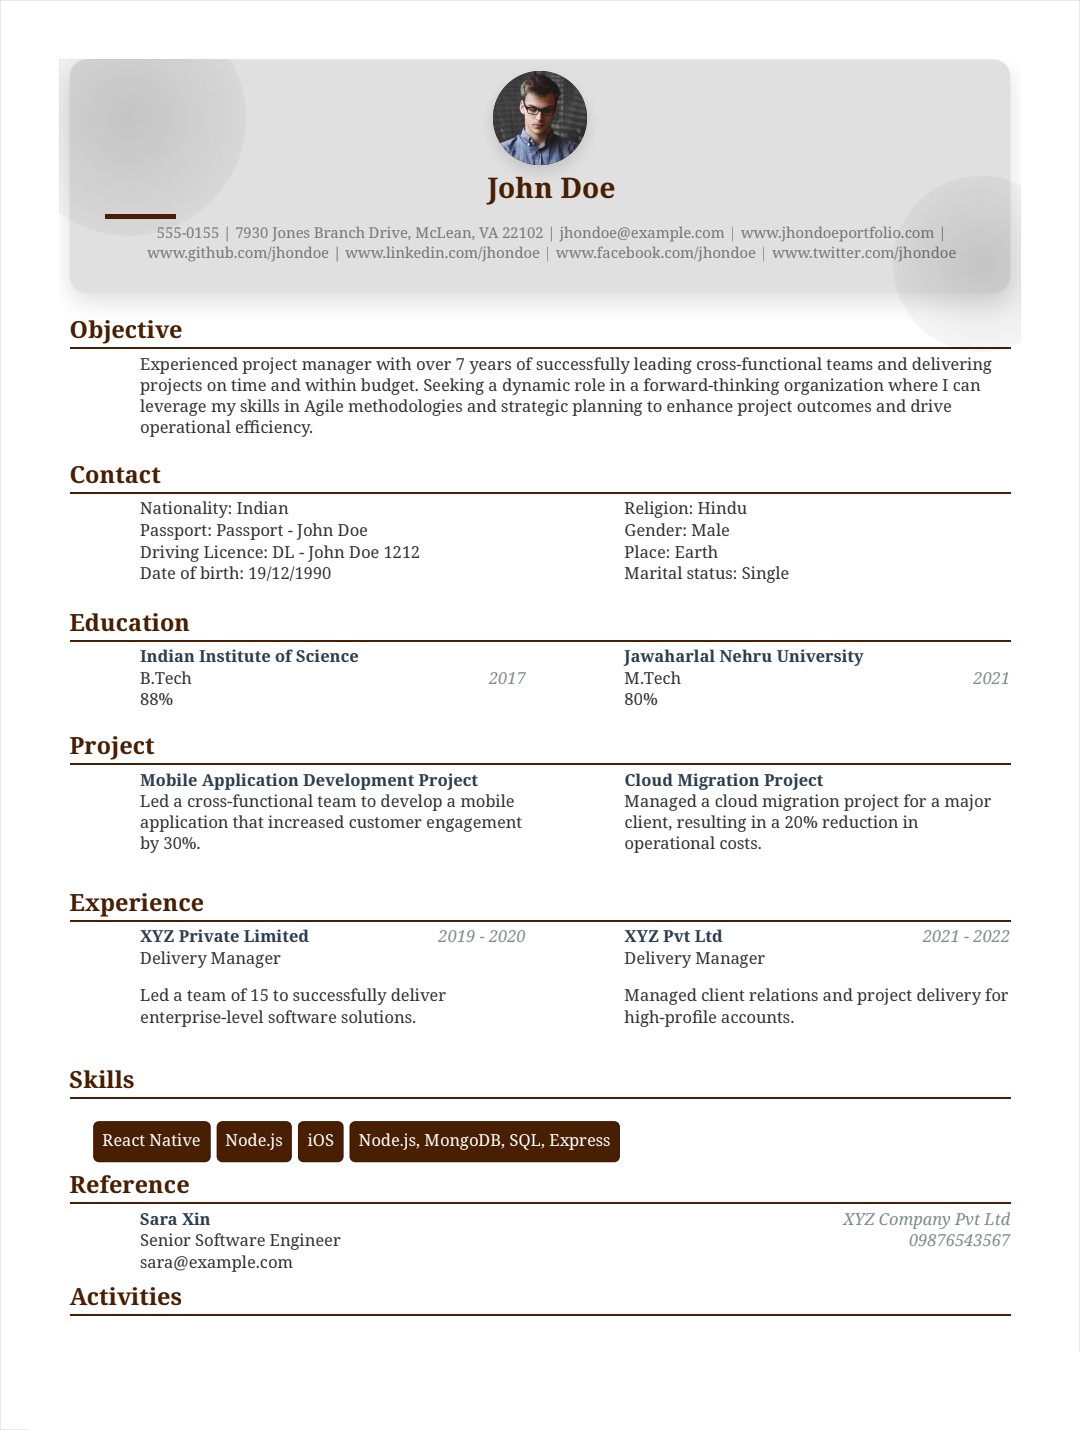 John Doe
555-0155 | 7930 Jones Branch Drive, McLean, VA 22102 | jhondoe@example.com | www.jhondoeportfolio.com |
www.github.com/jhondoe | www.linkedin.com/jhondoe | www.facebook.com/jhondoe | www.twitter.com/jhondoe
Objective
Experienced project manager with over 7 years of successfully leading cross-functional teams and delivering
projects on time and within budget. Seeking a dynamic role in a forward-thinking organization where I can
leverage my skills in Agile methodologies and strategic planning to enhance project outcomes and drive
operational efficiency.
Contact
Nationality: Indian
Passport: Passport - John Doe
Driving Licence: DL - John Doe 1212
Date of birth: 19/12/1990
Religion: Hindu
Gender: Male
Place: Earth
Marital status: Single
Education
Indian Institute of Science
B.Tech 2017
88%
Jawaharlal Nehru University
M.Tech 2021
80%
Project
Mobile Application Development Project
Led a cross-functional team to develop a mobile
application that increased customer engagement
by 30%.
Cloud Migration Project
Managed a cloud migration project for a major
client, resulting in a 20% reduction in
operational costs.
Experience
XYZ Private Limited 2019 - 2020
Delivery Manager
Led a team of 15 to successfully deliver
enterprise-level software solutions.
XYZ Pvt Ltd 2021 - 2022
Delivery Manager
Managed client relations and project delivery for
high-profile accounts.
Skills
React Native Node.js iOS Node.js, MongoDB, SQL, Express
Reference
Sara Xin XYZ Company Pvt Ltd
Senior Software Engineer 09876543567
sara@example.com
Activities